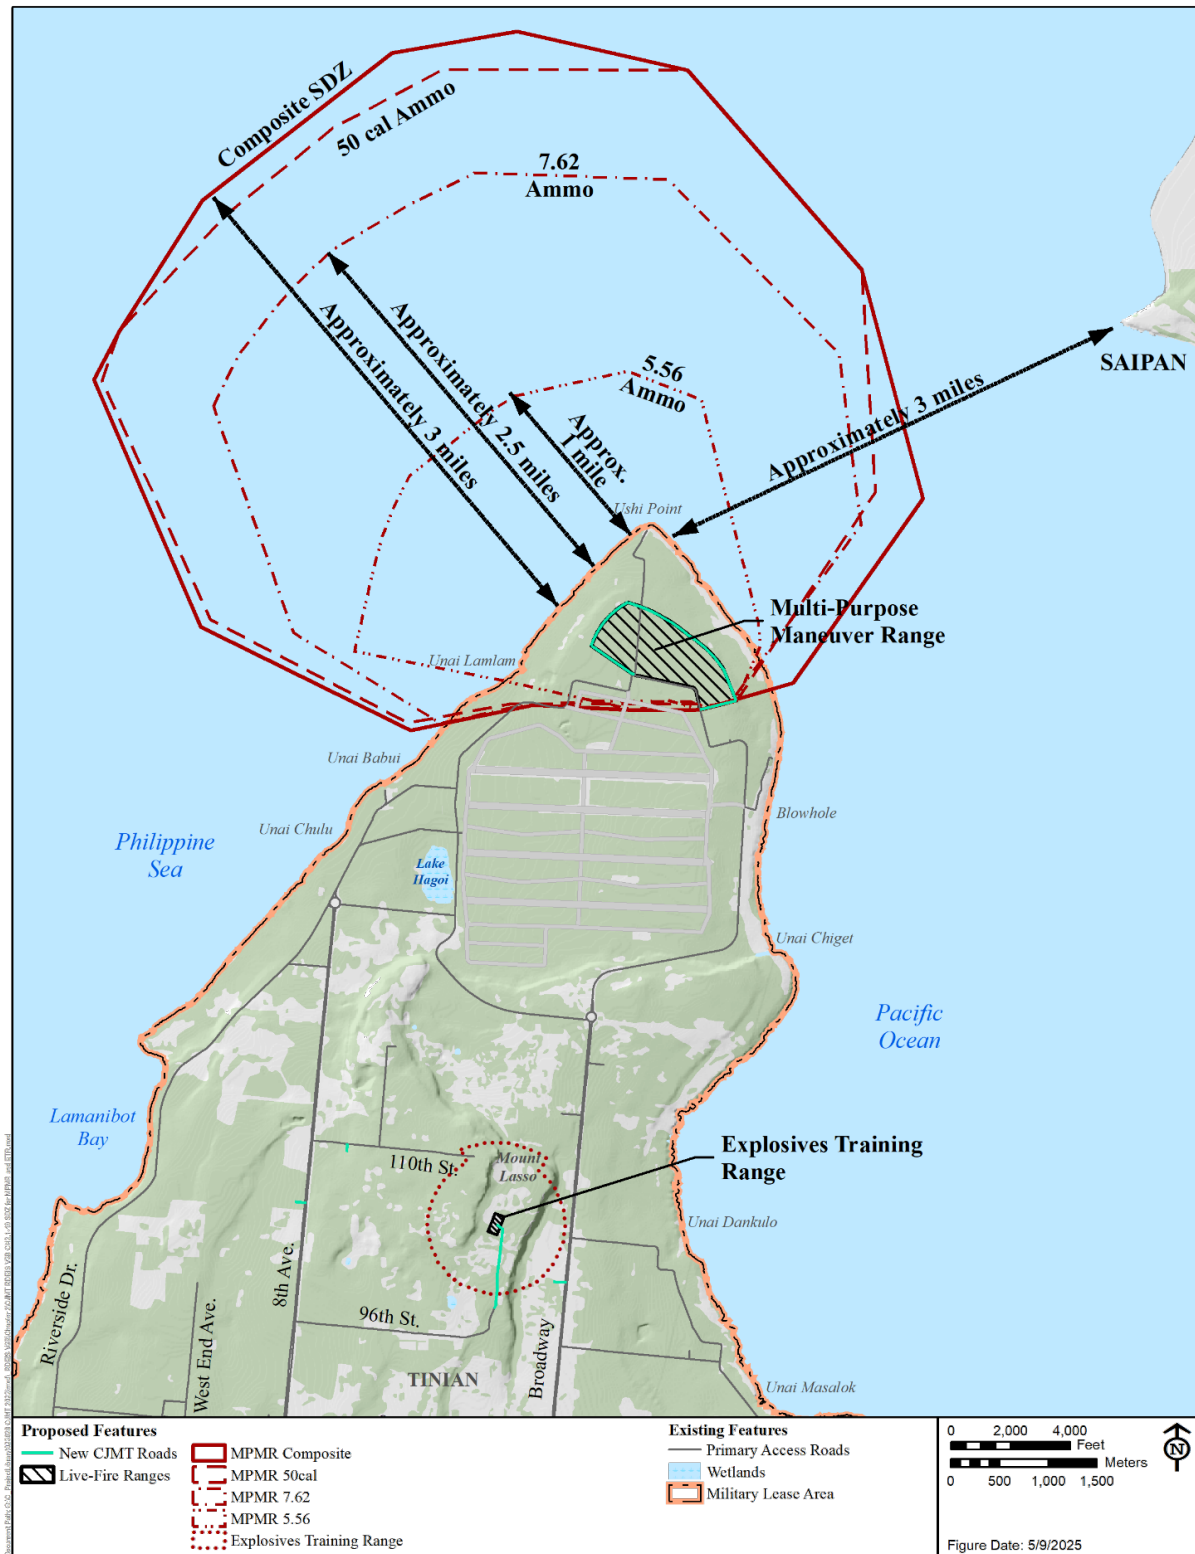 Composite SDZ
50 cal Ammo
7.62
Ammo
5.56
Ammo
Approximately 3 miles
Approximately 2.5 miles
Approx.
1 mile
Approximately 3 miles
SAIPAN
Ushi Point
Multi-Purpose
Maneuver Range
Unai Lamlam
Unai Babui
Unai Chulu
Blowhole
Philippine
Sea
Lake
Hagoi
Unai Chiget
Pacific
Ocean
Lamanibot
Bay
110th St.
Mount
Lasso
Explosives Training
Range
Unai Dankulo
Riverside Dr.
West End Ave.
8th Ave.
96th St.
Broadway
TINIAN
Unai Masalok
Proposed Features
New CJMT Roads
Live-Fire Ranges
MPMR Composite
MPMR 50cal
MPMR 7.62
MPMR 5.56
Explosives Training Range
Existing Features
Primary Access Roads
Wetlands
Military Lease Area
0 2,000 4,000
Feet
Meters
0 500 1,000 1,500
N
Figure Date: 5/9/2025